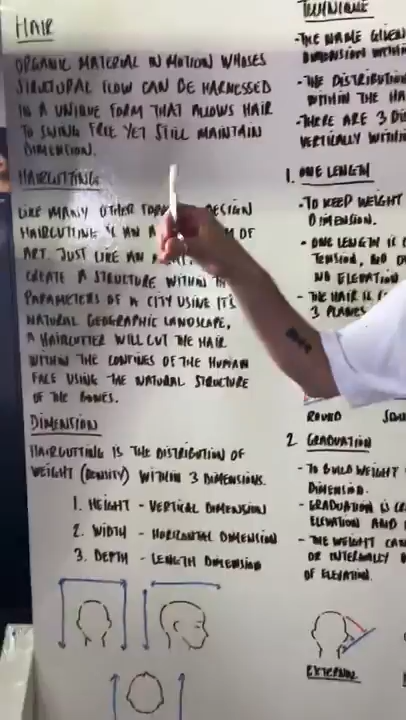 HAIR
ORGANIC MATERIAL IN MOTION WHOSE
STRUCTURAL FLOW CAN BE HARNESSED
IN A UNIQUE FORM THAT ALLOWS HAIR
TO SWING FREE YET STILL MAINTAIN
DIMENSION.
HAIRCUTTING
LIKE MANY OTHER DESIGN
HAIRCUTTING IS AN OF
ART. JUST LIKE AN
CREATE A STRUCTURE WITHIN
PARAMETERS OF A CITY USING IT'S
NATURAL GEOGRAPHIC LANDSCAPE,
A HAIRCUTTER WILL CUT THE HAIR
WITHIN THE CONFINES OF THE HUMAN
FACE USING THE NATURAL STRUCTURE
OF THE BONES.
DIMENSION
HAIRCUTTING IS THE DISTRIBUTION OF
WEIGHT (DENSITY) WITHIN 3 DIMENSIONS.
1. HEIGHT - VERTICAL DIMENSION
2. WIDTH - HORIZONTAL DIMENSION
3. DEPTH - LENGTH DIMENSION
TECHNIQUE
- THE NAME GIVEN
DIMENSION WITHIN
- THE DISTRIBUTION
WITHIN THE
- THERE ARE 3
VERTICALLY WITHIN
1. ONE LENGTH
- TO KEEP WEIGHT
DIMENSION.
- ONE LENGTH IS
TENSION, NO
NO ELEVATION
- THE HAIR IS
3 PLANES
ROUND
2 GRADUATION
- TO BUILD WEIGHT
DIMENSION.
- GRADUATION IS
ELEVATION AND
- THE WEIGHT CAN
OR INTERNALLY
OF ELEVATION.
EXTERNAL